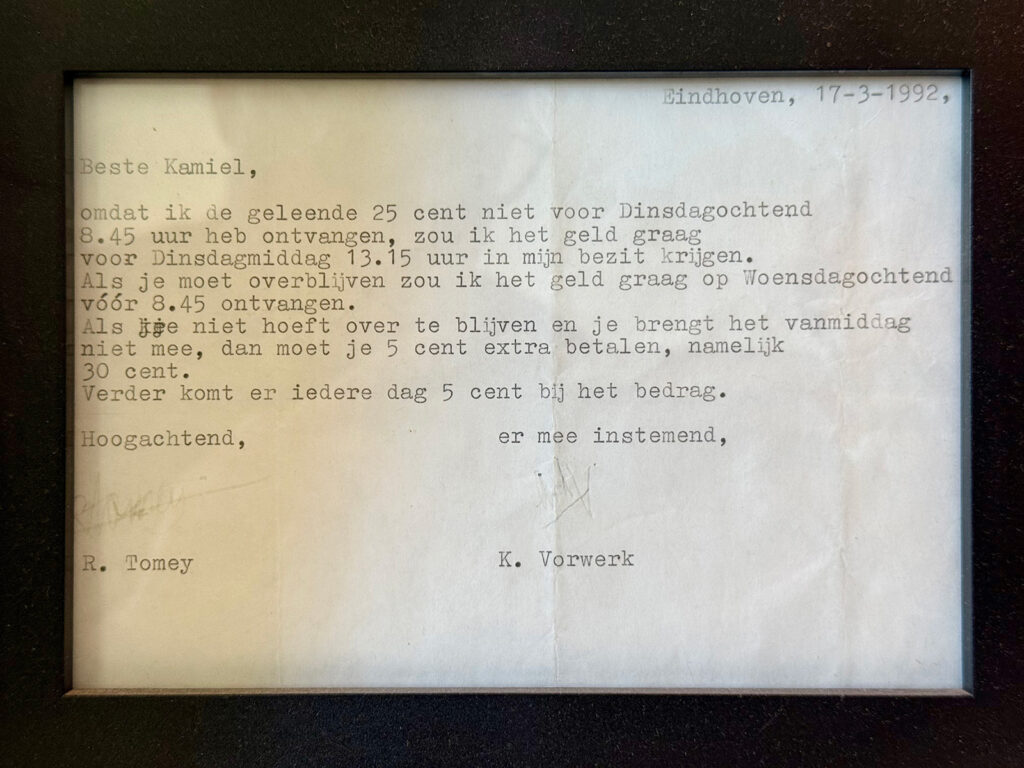 Eindhoven, 17-3-1992,
Beste Kamiel,
omdat ik de geleende 25 cent niet voor Dinsdagochtend
8.45 uur heb ontvangen, zou ik het geld graag
voor Dinsdagmiddag 13.15 uur in mijn bezit krijgen.
Als je moet overblijven zou ik het geld graag op Woensdagochtend
vóór 8.45 ontvangen.
Als je niet hoeft over te blijven en je brengt het vanmiddag
niet mee, dan moet je 5 cent extra betalen, namelijk
30 cent.
Verder komt er iedere dag 5 cent bij het bedrag.
Hoogachtend, er mee instemend,
R. Tomey K. Vorwerk